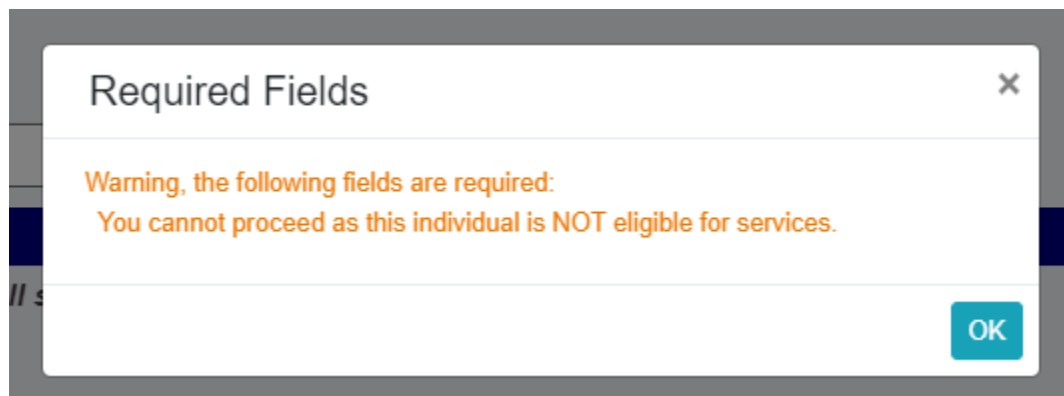 Required Fields ×
Warning, the following fields are required:
You cannot proceed as this individual is NOT eligible for services.
ll s
OK